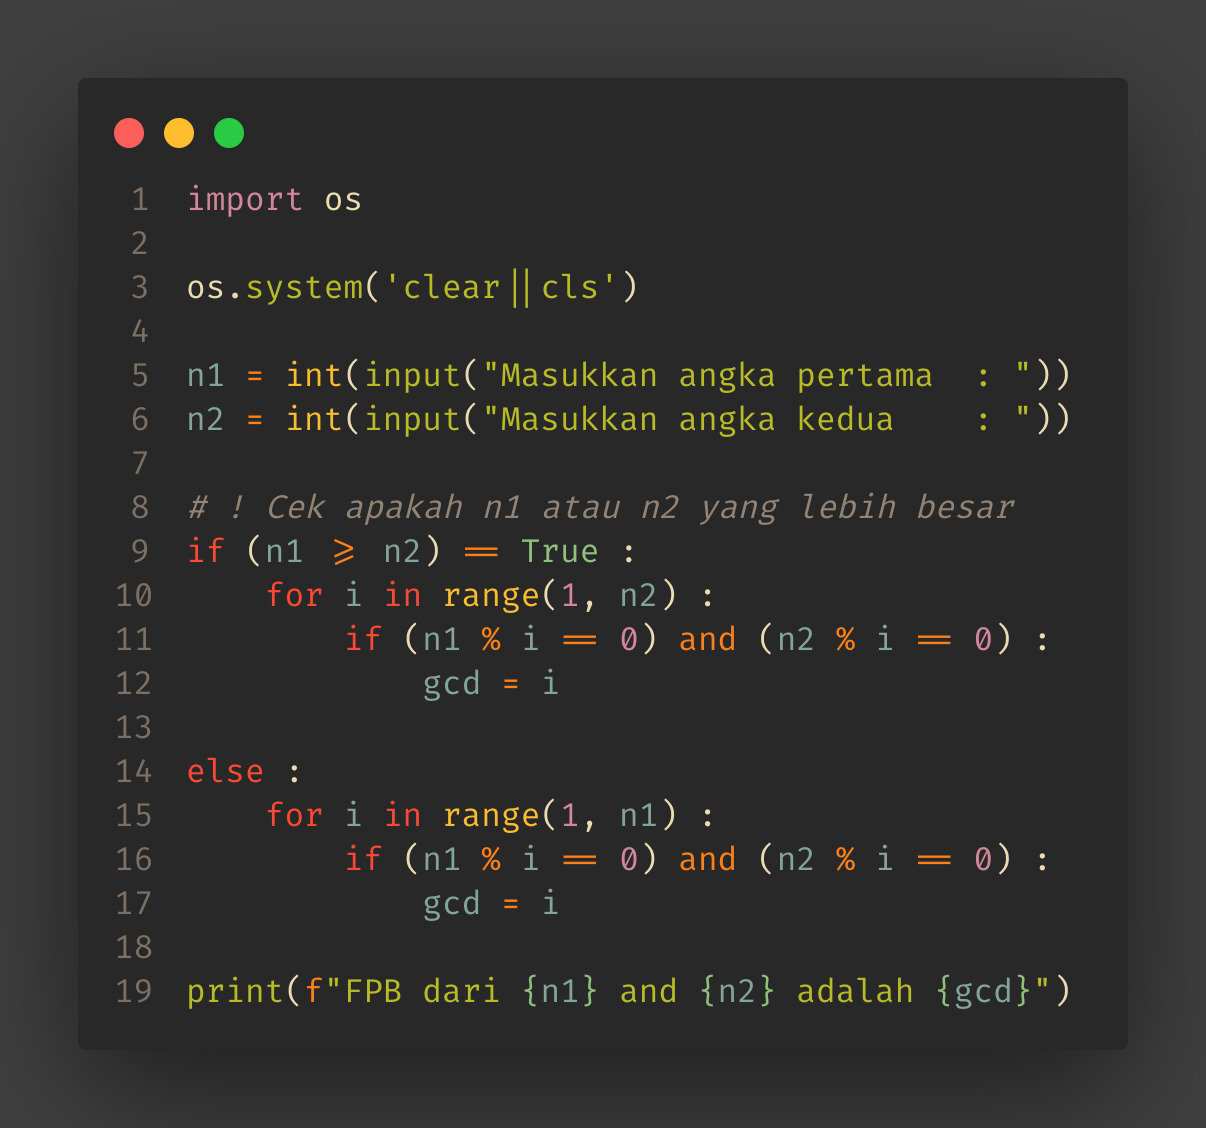 1 import os
2
3 os.system('clear||cls')
4
5 n1 = int(input("Masukkan angka pertama  : "))
6 n2 = int(input("Masukkan angka kedua    : "))
7
8 # ! Cek apakah n1 atau n2 yang lebih besar
9 if (n1 >= n2) == True :
10     for i in range(1, n2) :
11         if (n1 % i == 0) and (n2 % i == 0) :
12             gcd = i
13
14 else :
15     for i in range(1, n1) :
16         if (n1 % i == 0) and (n2 % i == 0) :
17             gcd = i
18
19 print(f"FPB dari {n1} and {n2} adalah {gcd}")